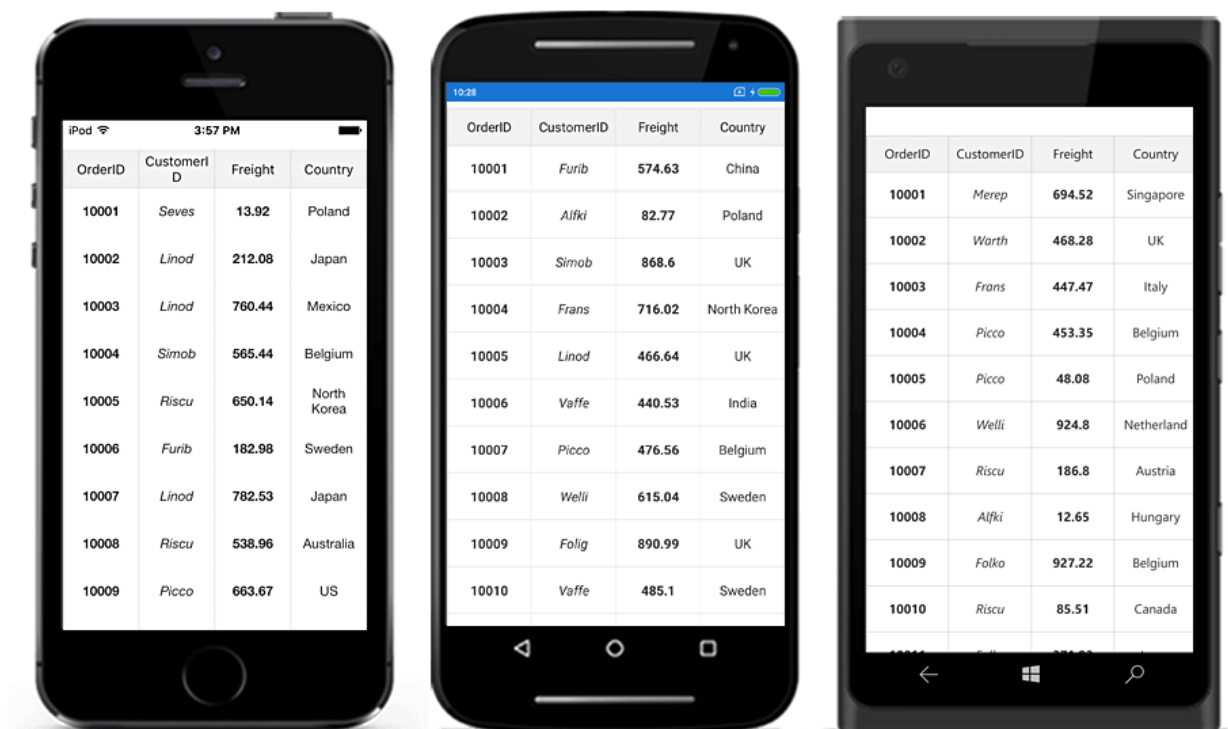 iPod 3:57 PM
OrderID CustomerI
D Freight Country
10001 Seves 13.92 Poland
10002 Linod 212.08 Japan
10003 Linod 760.44 Mexico
10004 Simob 565.44 Belgium
10005 Riscu 650.14 North
Korea
10006 Furib 182.98 Sweden
10007 Linod 782.53 Japan
10008 Riscu 538.96 Australia
10009 Picco 663.67 US
10:28
OrderID CustomerID Freight Country
10001 Furib 574.63 China
10002 Alfki 82.77 Poland
10003 Simob 868.6 UK
10004 Frans 716.02 North Korea
10005 Linod 466.64 UK
10006 Vaffe 440.53 India
10007 Picco 476.56 Belgium
10008 Welli 615.04 Sweden
10009 Folig 890.99 UK
10010 Vaffe 485.1 Sweden
OrderID CustomerID Freight Country
10001 Merep 694.52 Singapore
10002 Warth 468.28 UK
10003 Frans 447.47 Italy
10004 Picco 453.35 Belgium
10005 Picco 48.08 Poland
10006 Welli 924.8 Netherland
10007 Riscu 186.8 Austria
10008 Alfki 12.65 Hungary
10009 Folko 927.22 Belgium
10010 Riscu 85.51 Canada